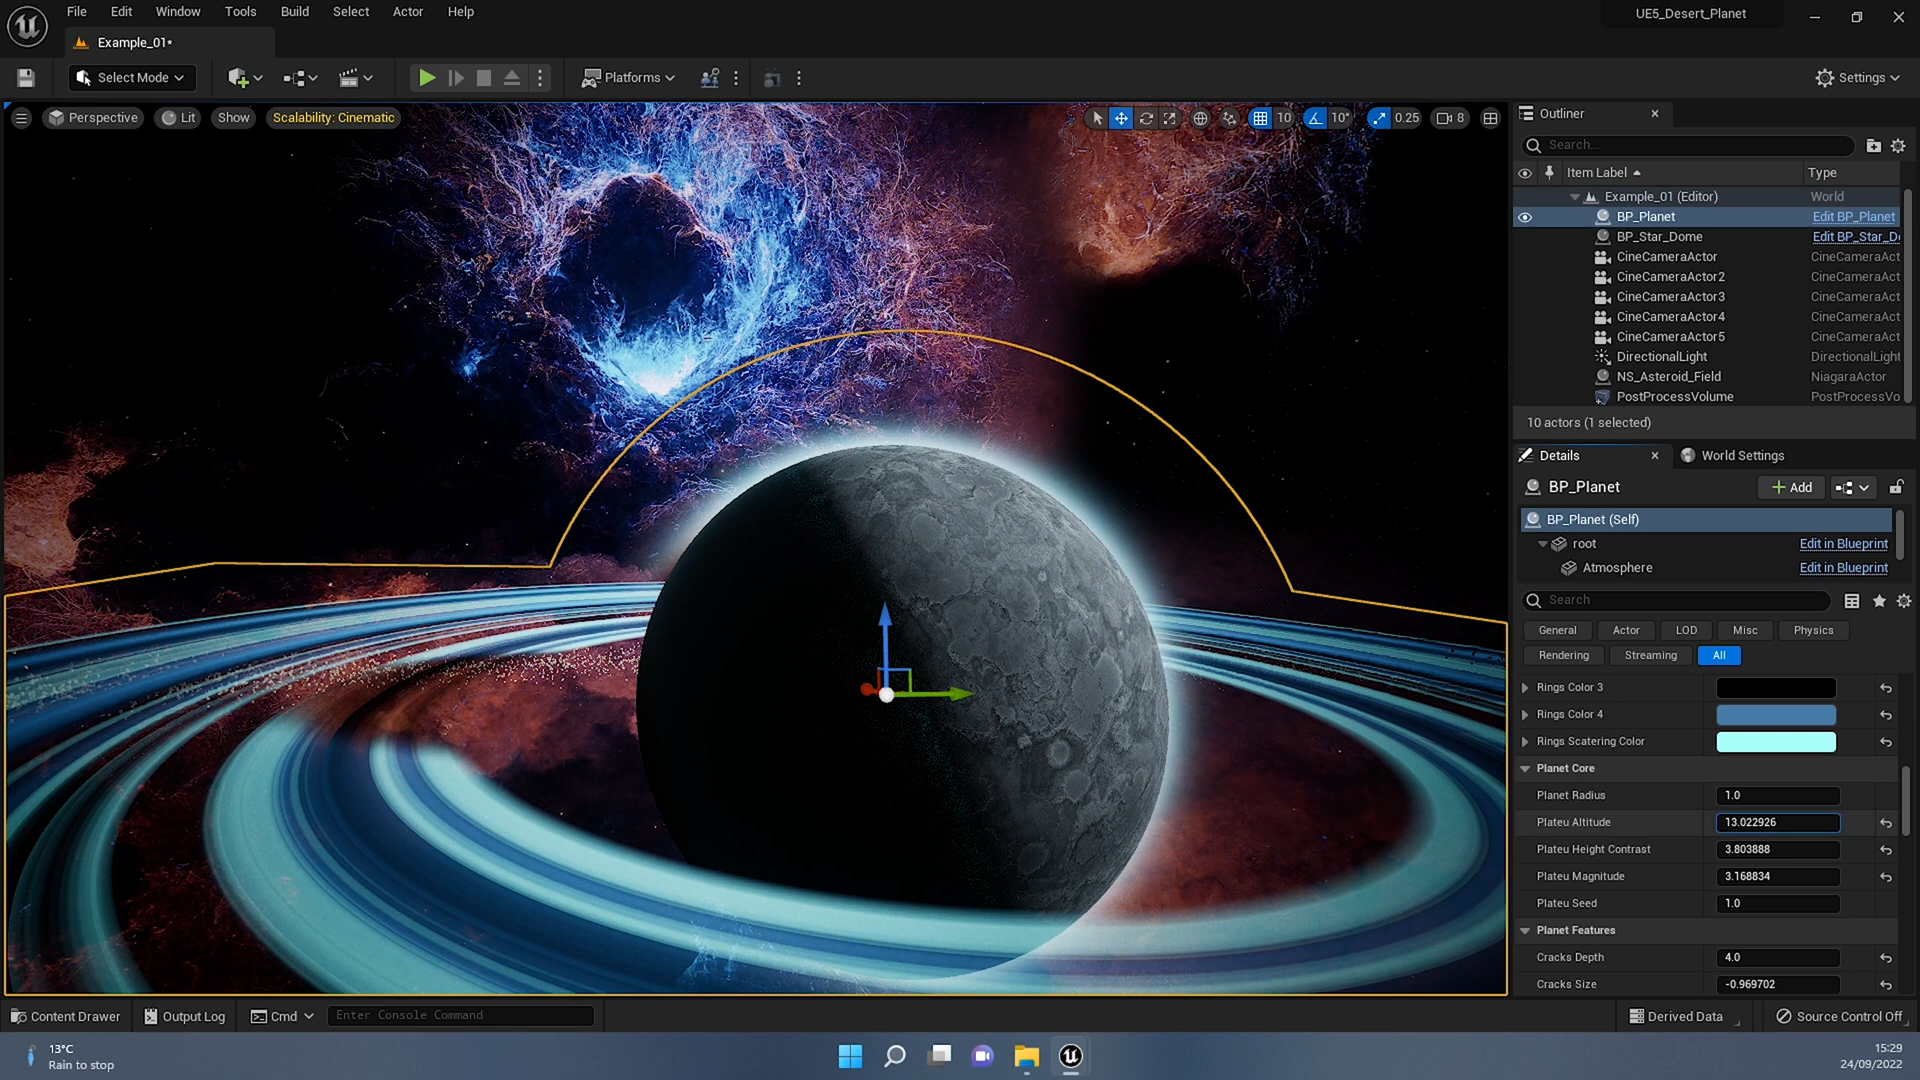 File Edit Window Tools Build Select Actor Help
UE5_Desert_Planet
Example_01*
Select Mode
Platforms
Settings
Perspective Lit Show Scalability: Cinematic
10 10° 0.25 8
Outliner
Search...
Item Label Type
Example_01 (Editor) World
BP_Planet Edit BP_Planet
BP_Star_Dome Edit BP_Star_D
CineCameraActor CineCameraAct
CineCameraActor2 CineCameraAct
CineCameraActor3 CineCameraAct
CineCameraActor4 CineCameraAct
CineCameraActor5 CineCameraAct
DirectionalLight DirectionalLight
NS_Asteroid_Field NiagaraActor
PostProcessVolume PostProcessVo
10 actors (1 selected)
Details World Settings
BP_Planet Add
BP_Planet (Self)
root Edit in Blueprint
Atmosphere Edit in Blueprint
Search
General Actor LOD Misc Physics
Rendering Streaming All
Rings Color 3
Rings Color 4
Rings Scatering Color
Planet Core
Planet Radius 1.0
Plateu Altitude 13.022926
Plateu Height Contrast 3.803888
Plateu Magnitude 3.168834
Plateu Seed 1.0
Planet Features
Cracks Depth 4.0
Cracks Size -0.969702
Content Drawer Output Log Cmd Enter Console Command
Derived Data Source Control Off
13°C
Rain to stop
15:29
24/09/2022